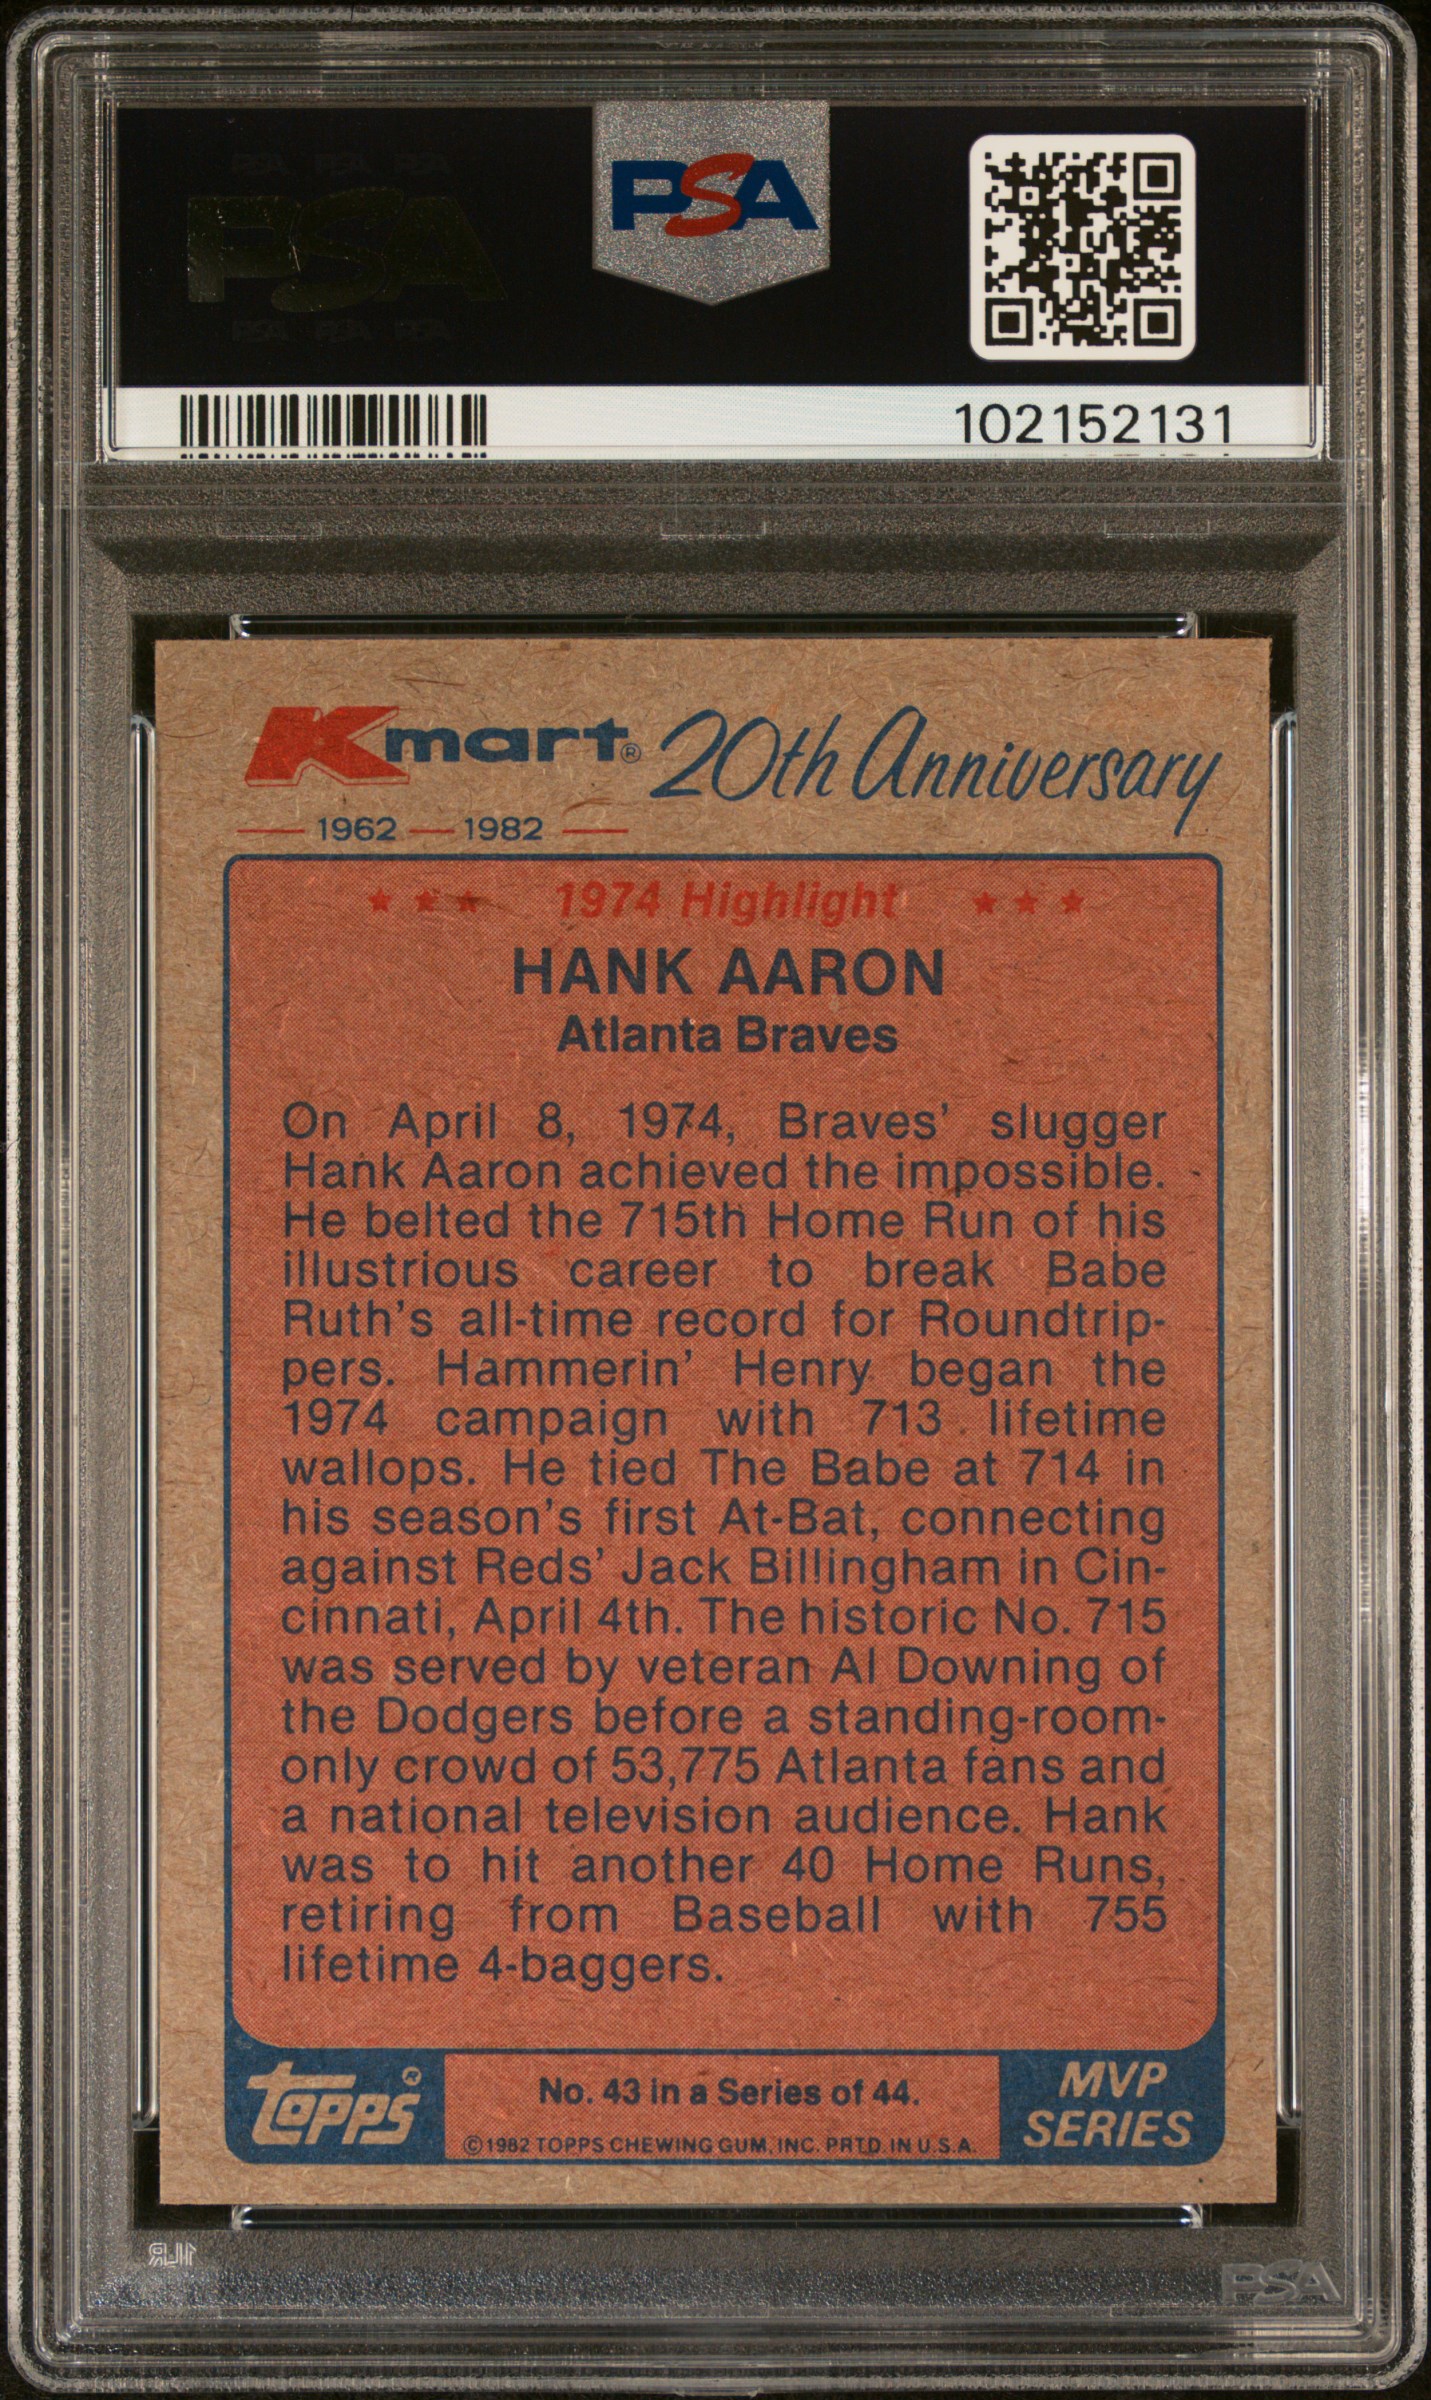 PSA
PSA PSA PSA
PSA
PSA PSA PSA
102152131
Kmart® 20th Anniversary
1962 — 1982
1974 Highlight
HANK AARON
Atlanta Braves
On April 8, 1974, Braves' slugger
Hank Aaron achieved the impossible.
He belted the 715th Home Run of his
illustrious career to break Babe
Ruth's all-time record for Roundtrip-
pers. Hammerin' Henry began the
1974 campaign with 713 lifetime
wallops. He tied The Babe at 714 in
his season's first At-Bat, connecting
against Reds' Jack Billingham in Cin-
cinnati, April 4th. The historic No. 715
was served by veteran Al Downing of
the Dodgers before a standing-room-
only crowd of 53,775 Atlanta fans and
a national television audience. Hank
was to hit another 40 Home Runs,
retiring from Baseball with 755
lifetime 4-baggers.
Topps®
No. 43 in a Series of 44.
©1982 TOPPS CHEWING GUM, INC. PRTD. IN U.S.A.
MVP
SERIES
PSA